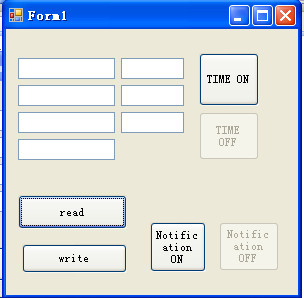 Form1
TIME ON
TIME
OFF
read
write
Notific
ation
ON
Notific
ation
OFF